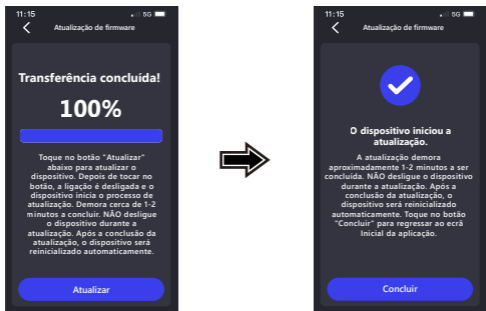 11:15
5G
Atualização de firmware
Transferência concluída!
100%
Toque no botão "Atualizar"
abaixo para atualizar o
dispositivo. Depois de tocar no
botão, a ligação é desligada e o
dispositivo inicia o processo de
atualização. Demora cerca de 1-2
minutos a concluir. NÃO desligue
o dispositivo durante a
atualização. Após a conclusão da
atualização, o dispositivo será
reinicializado automaticamente.
Atualizar
11:15
5G
Atualização de firmware
O dispositivo iniciou a
atualização.
A atualização demora
aproximadamente 1-2 minutos a ser
concluída. NÃO desligue o dispositivo
durante a atualização. Após a
conclusão da atualização, o
dispositivo será reinicializado
automaticamente. Toque no botão
"Concluir" para regressar ao ecrã
Inicial da aplicação.
Concluir